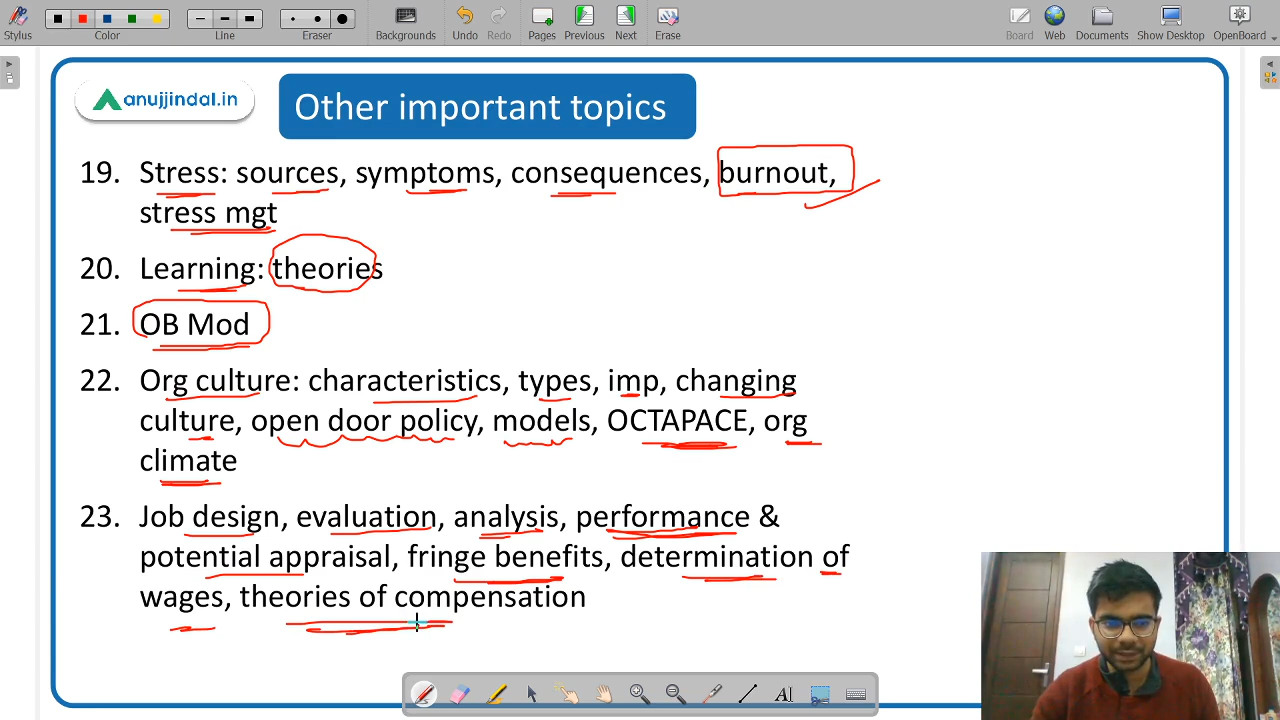 Stylus
Color
Line
Eraser
Backgrounds
Undo
Redo
Pages
Previous
Next
Erase
Board
Web
Documents
Show Desktop
OpenBoard
anujjindal.in
Other important topics
19. Stress: sources, symptoms, consequences, burnout,
stress mgt
20. Learning: theories
21. OB Mod
22. Org culture: characteristics, types, imp, changing
culture, open door policy, models, OCTAPACE, org
climate
23. Job design, evaluation, analysis, performance &
potential appraisal, fringe benefits, determination of
wages, theories of compensation
AI